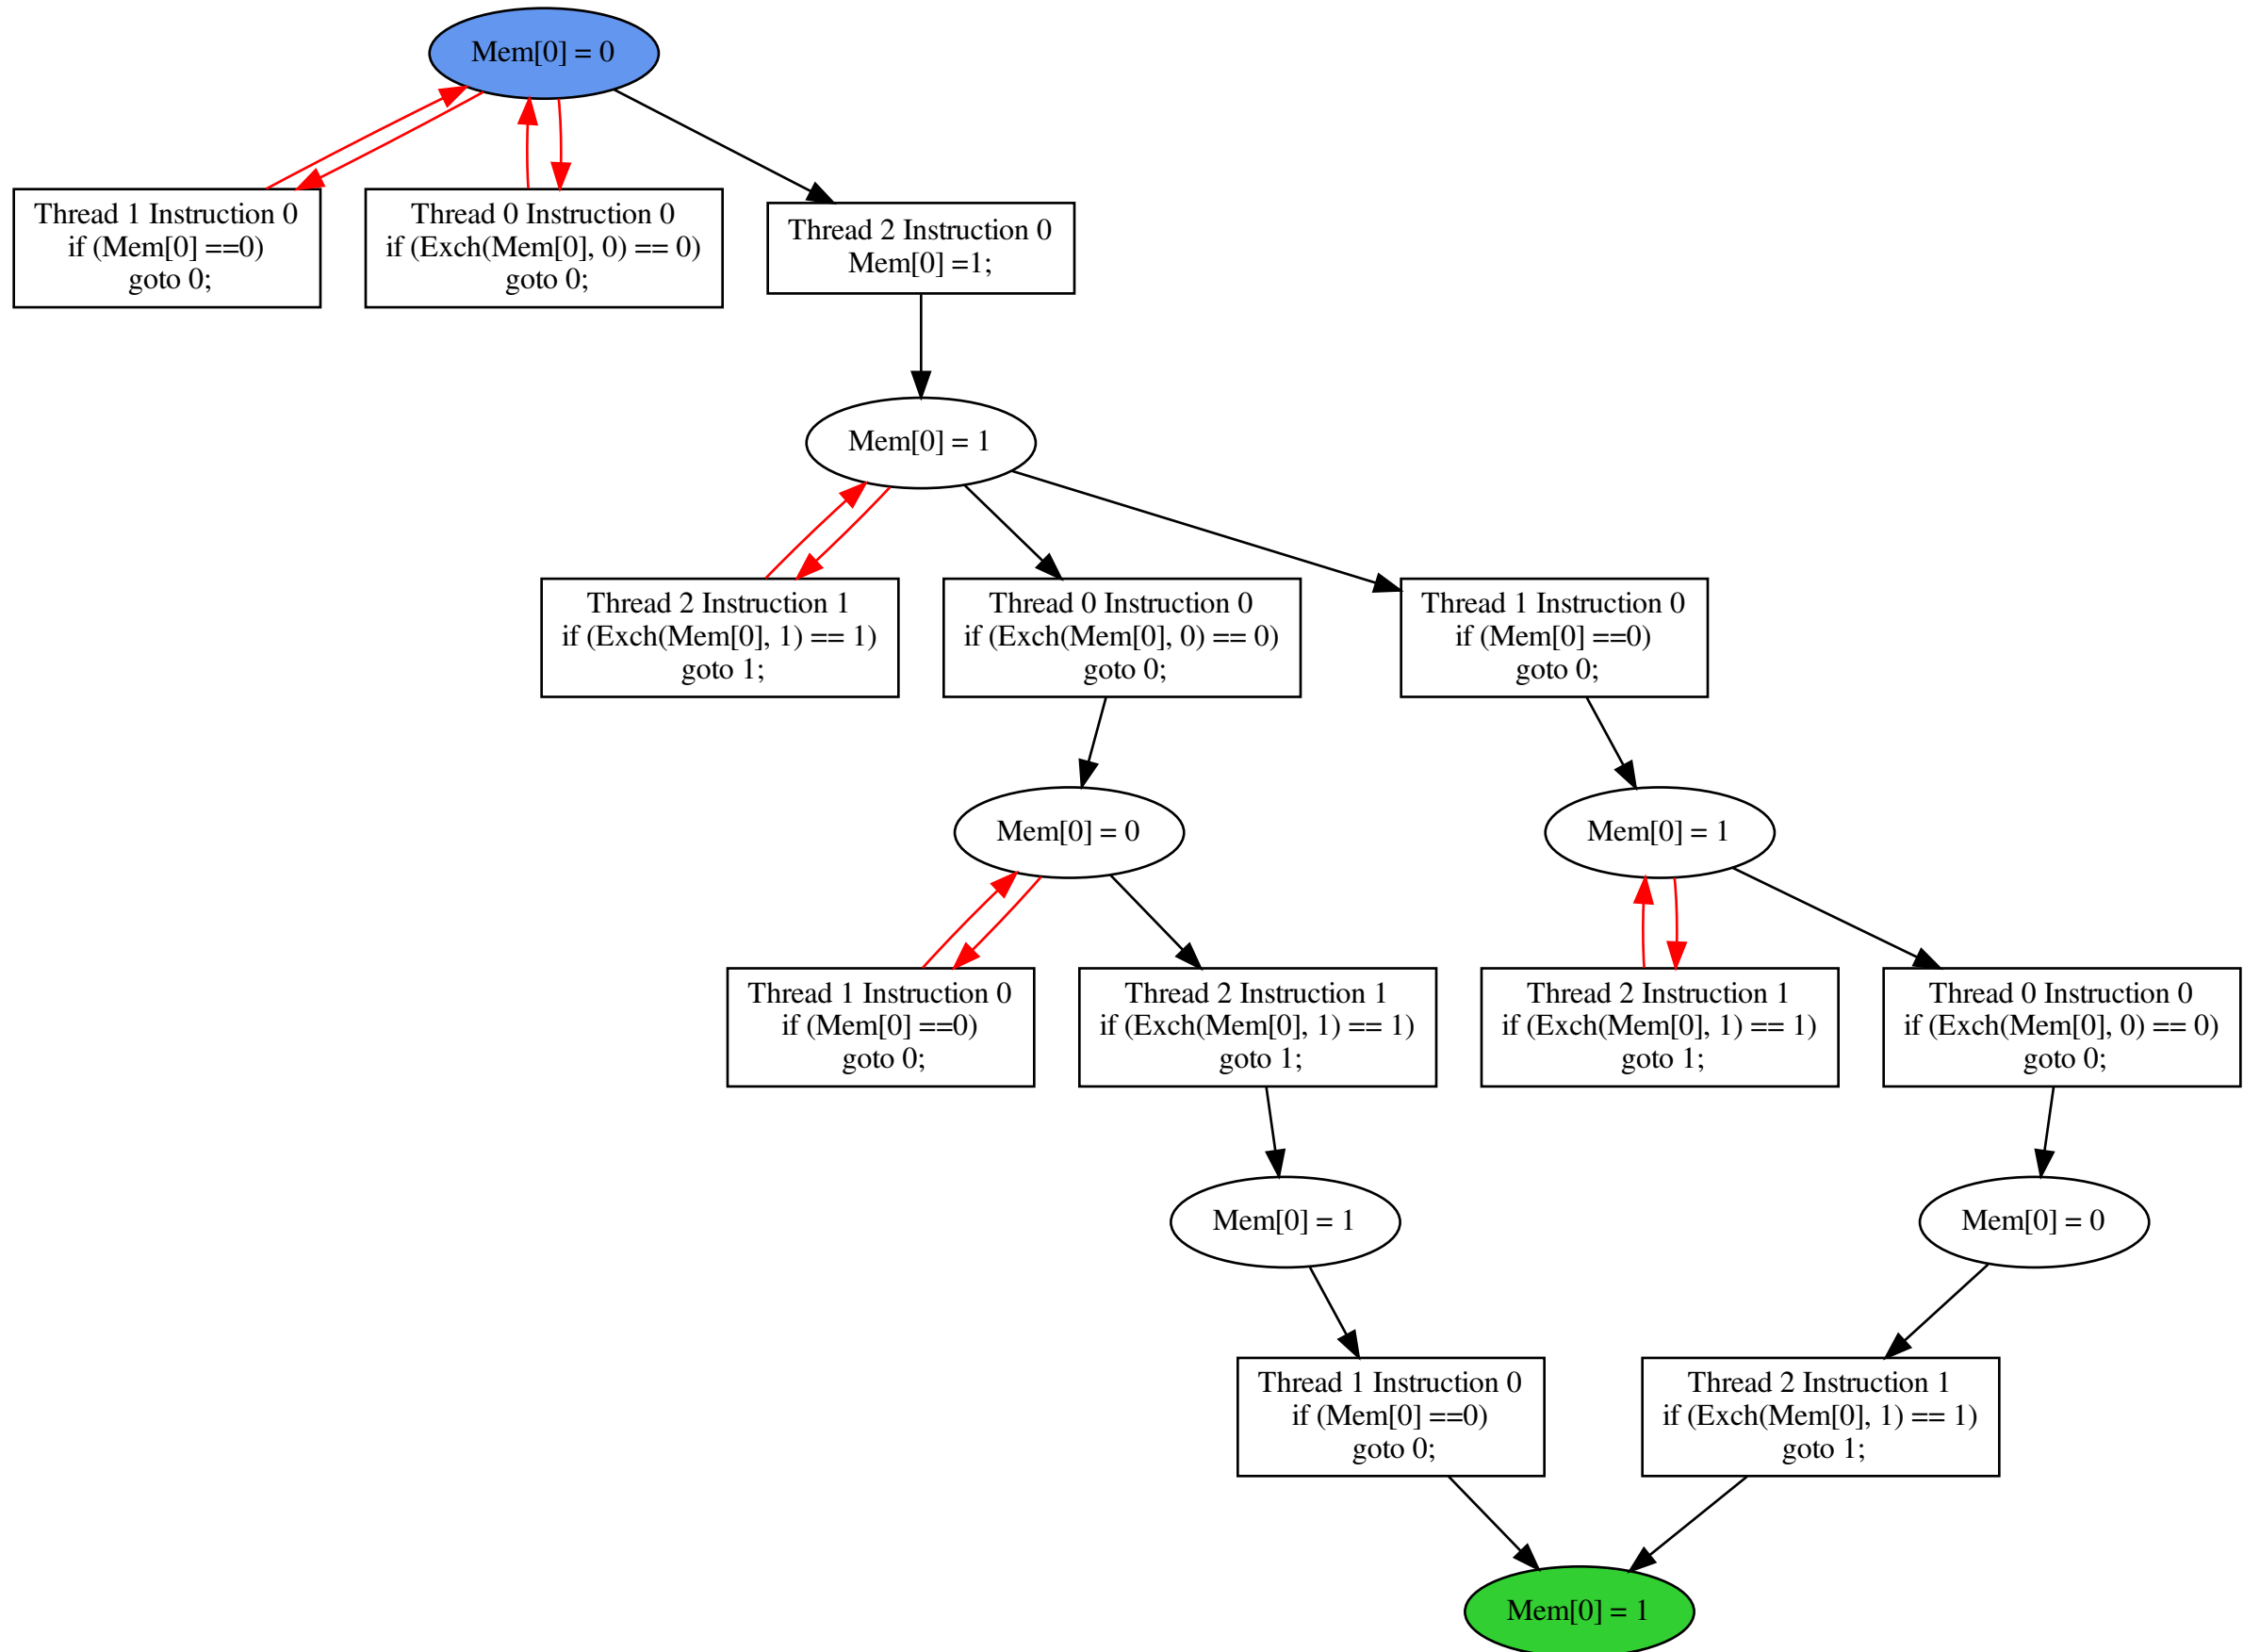 Mem[0] = 0
Thread 1 Instruction 0
if (Mem[0] ==0)
goto 0;
Thread 0 Instruction 0
if (Exch(Mem[0], 0) == 0)
goto 0;
Thread 2 Instruction 0
Mem[0] =1;
Mem[0] = 1
Thread 2 Instruction 1
if (Exch(Mem[0], 1) == 1)
goto 1;
Thread 0 Instruction 0
if (Exch(Mem[0], 0) == 0)
goto 0;
Thread 1 Instruction 0
if (Mem[0] ==0)
goto 0;
Mem[0] = 0
Mem[0] = 1
Thread 1 Instruction 0
if (Mem[0] ==0)
goto 0;
Thread 2 Instruction 1
if (Exch(Mem[0], 1) == 1)
goto 1;
Thread 2 Instruction 1
if (Exch(Mem[0], 1) == 1)
goto 1;
Thread 0 Instruction 0
if (Exch(Mem[0], 0) == 0)
goto 0;
Mem[0] = 1
Mem[0] = 0
Thread 1 Instruction 0
if (Mem[0] ==0)
goto 0;
Thread 2 Instruction 1
if (Exch(Mem[0], 1) == 1)
goto 1;
Mem[0] = 1